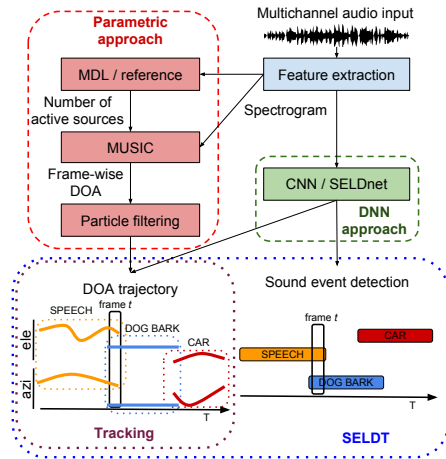 Multichannel audio input
Parametric
approach
MDL / reference
Feature extraction
Number of
active sources
Spectrogram
MUSIC
Frame-wise
DOA
CNN / SELDnet
Particle filtering
DNN
approach
DOA trajectory
Sound event detection
SPEECH
frame t
DOG BARK
CAR
ele
azi
T
frame t
CAR
SPEECH
DOG BARK
T
Tracking
SELDT